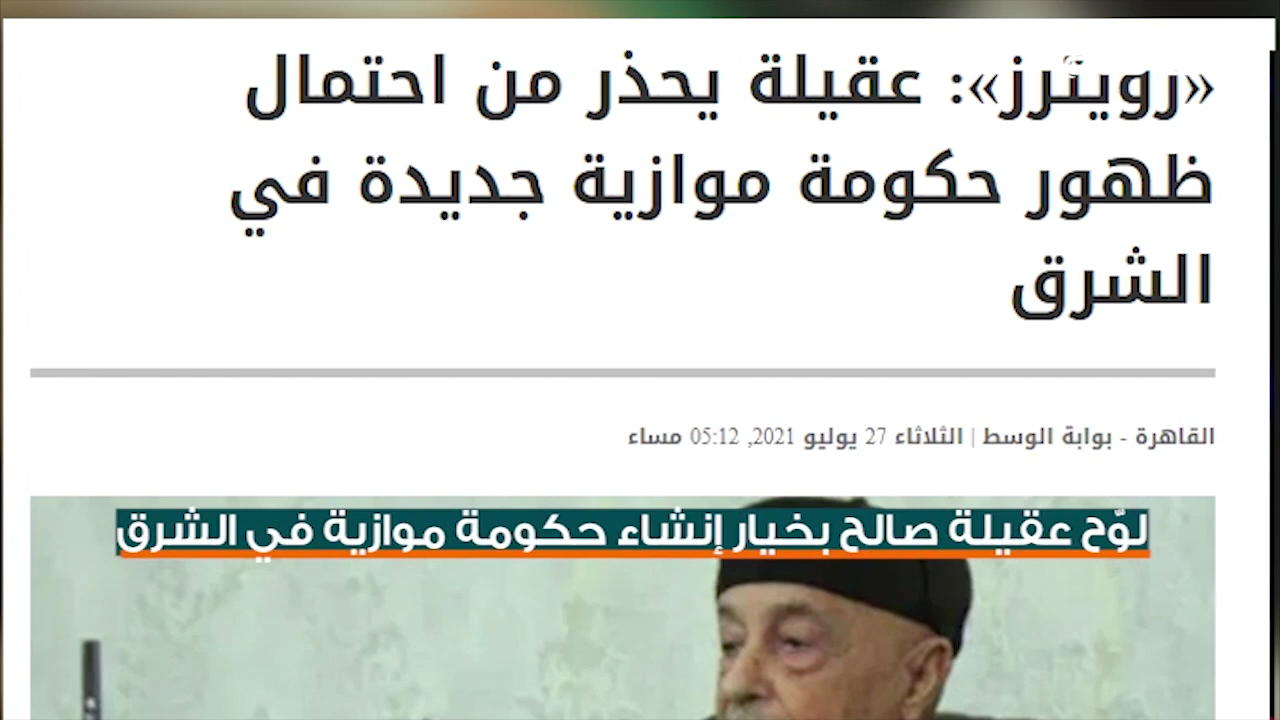 «رويترز»: عقيلة يحذر من احتمال
ظهور حكومة موازية جديدة في
الشرق
القاهرة - بوابة الوسط | الثلاثاء 27 يوليو 2021, 05:12 مساء
لوّح عقيلة صالح بخيار إنشاء حكومة موازية في الشرق